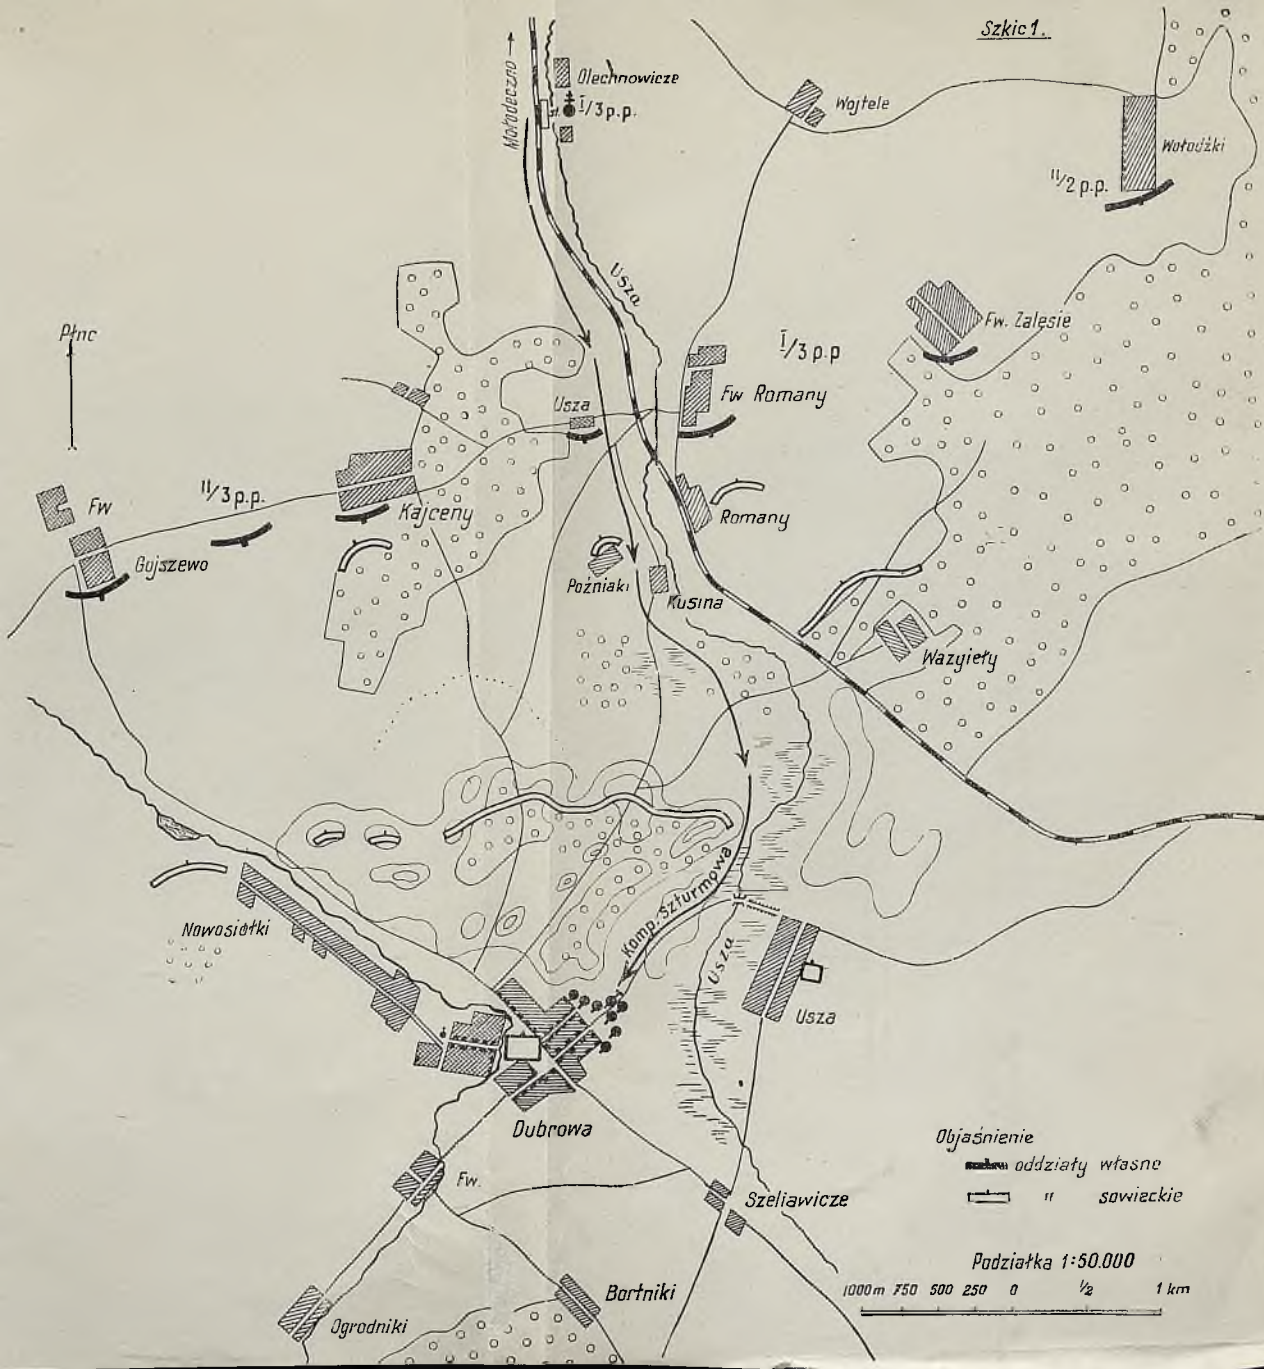 Szkic 1.
Mołodeczno
Olechnowicze
st.
I/3 p.p.
Wojtele
Wołodźki
II/2 p.p.
Usza
Płnc
Fw. Zalesie
I/3 p.p
Fw Romany
Usza
II/3 p.p.
Fw
Gojszewo
Kajceny
Romany
Poźniaki
Kusina
Wazgiety
Komp. Szturmowa
Nowosiółki
Usza
Usza
Dubrowa
Fw.
Szeliawicze
Bortniki
Ogrodniki
Objaśnienie
oddziały własne
" sowieckie
Podziałka 1:50.000
1000m 750 500 250 0 ½ 1 km